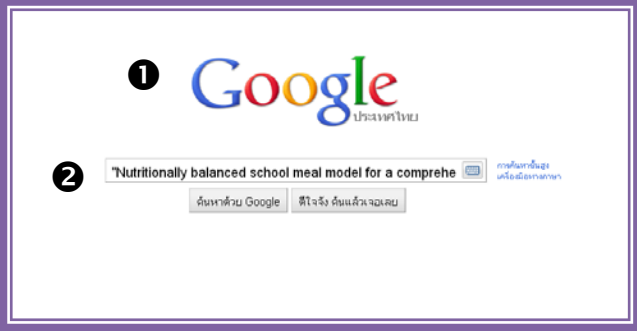 ❶
Google
ประเทศไทย
❷
"Nutritionally balanced school meal model for a comprehe
การค้นหาขั้นสูง
เครื่องมือทางภาษา
ค้นหาด้วย Google
ดีใจจัง ค้นแล้วเจอเลย